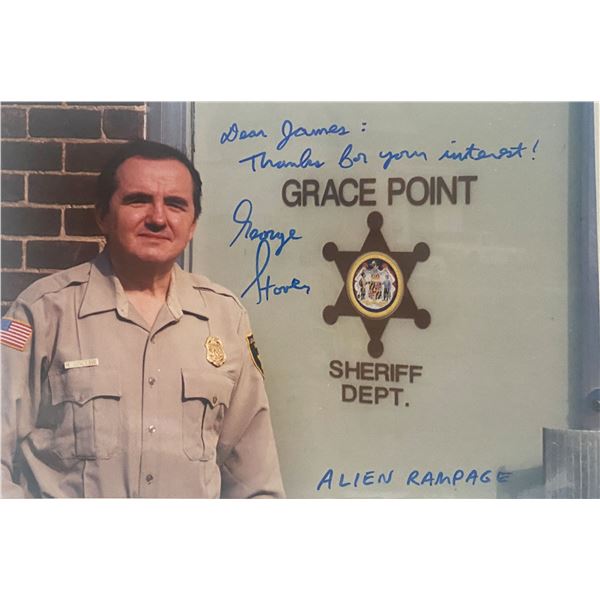 Dear James:
Thanks for your interest!
GRACE POINT
George
Stover
SHERIFF
DEPT.
ALIEN RAMPAGE